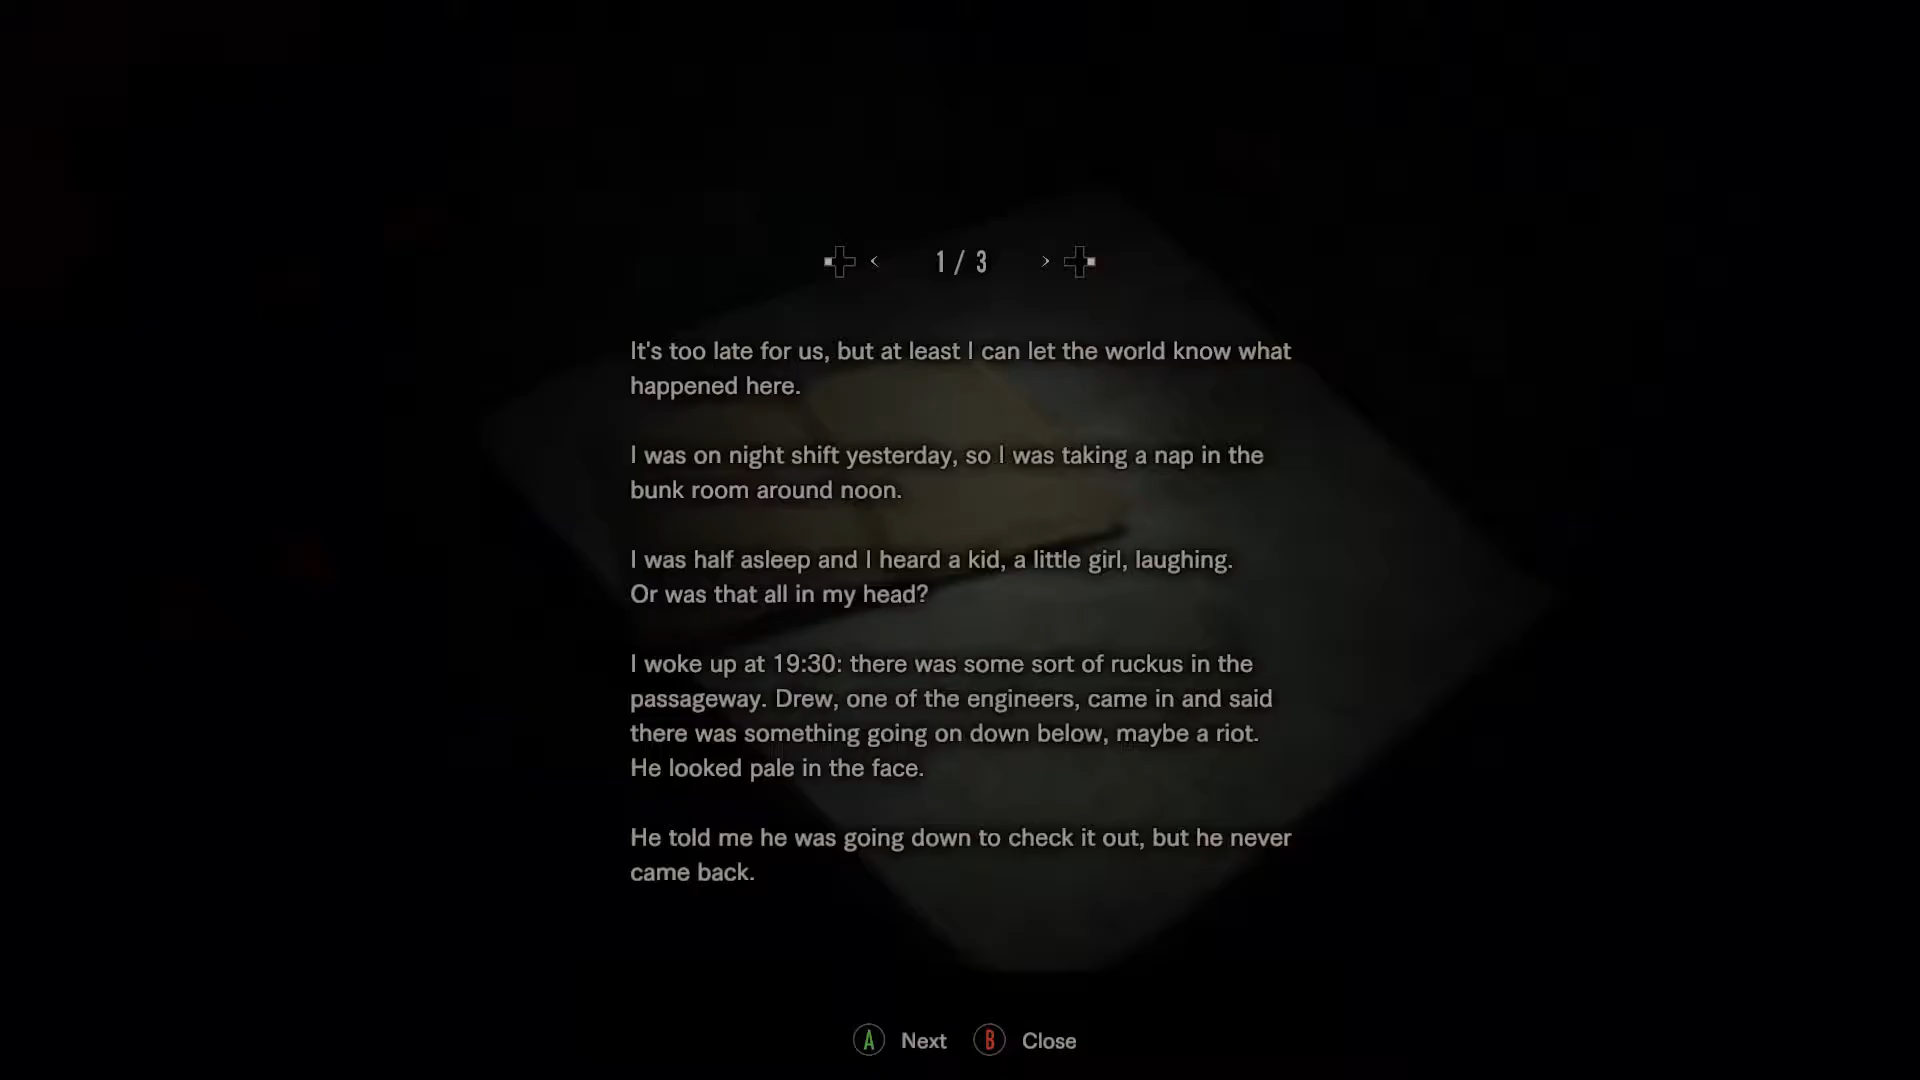 < 1 / 3 >
It's too late for us, but at least I can let the world know what
happened here.
I was on night shift yesterday, so I was taking a nap in the
bunk room around noon.
I was half asleep and I heard a kid, a little girl, laughing.
Or was that all in my head?
I woke up at 19:30: there was some sort of ruckus in the
passageway. Drew, one of the engineers, came in and said
there was something going on down below, maybe a riot.
He looked pale in the face.
He told me he was going down to check it out, but he never
came back.
A Next B Close